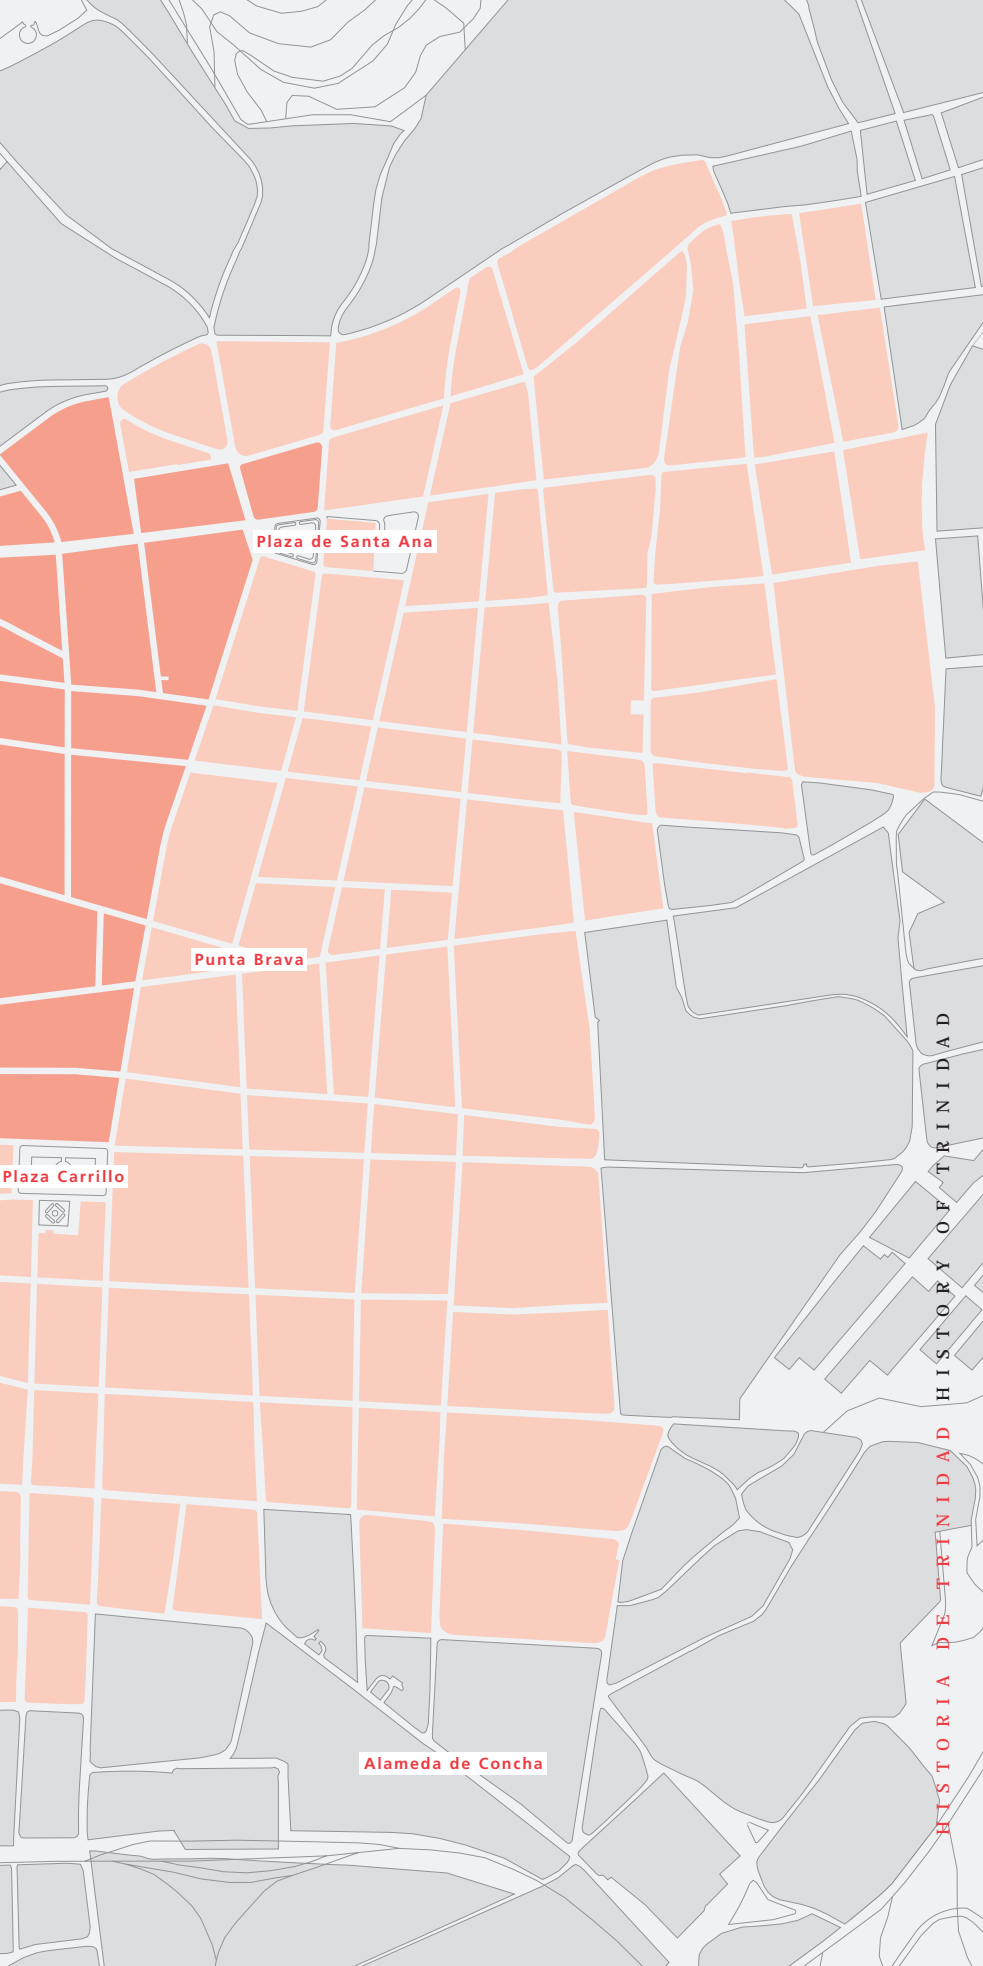 Plaza de Santa Ana
Punta Brava
Plaza Carrillo
Alameda de Concha
HISTORIA DE TRINIDAD HISTORY OF TRINIDAD